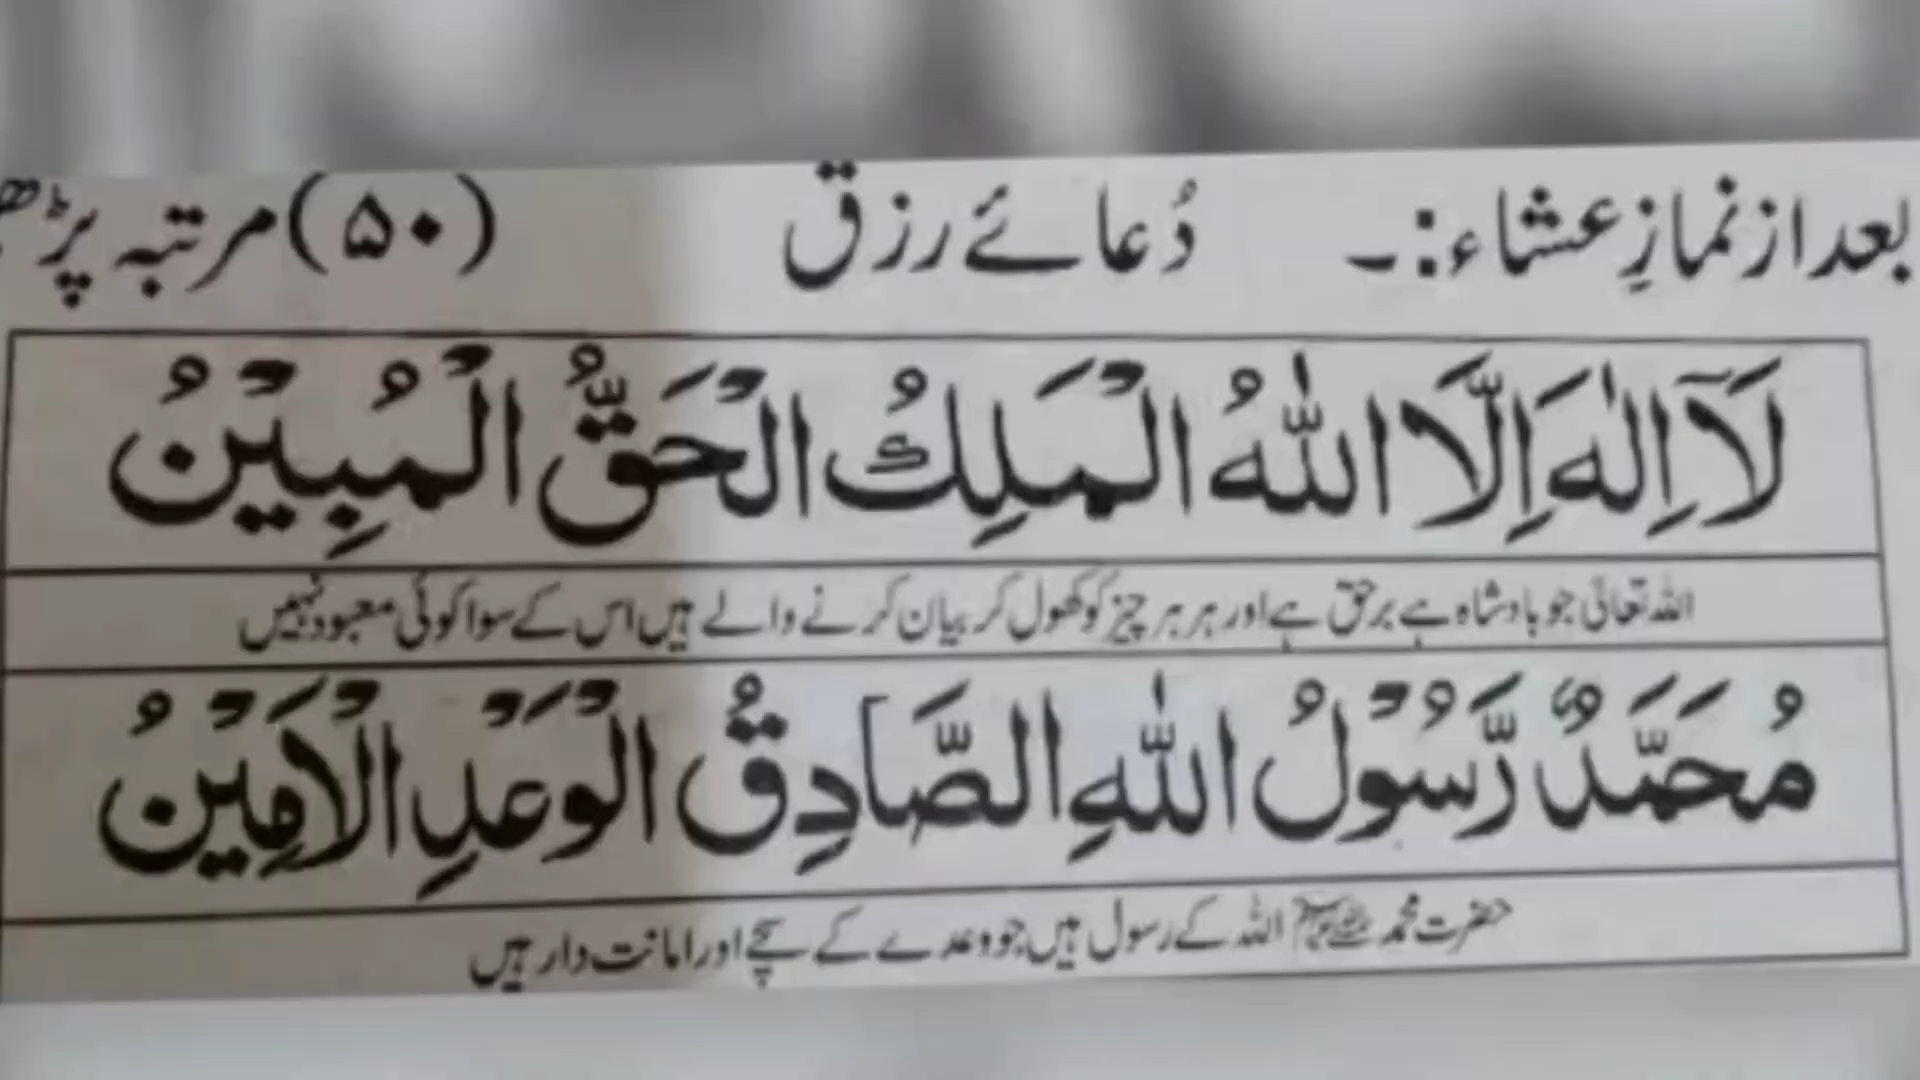 بعد از نمازِ عشاء:۔ دُعائے رزق (۵۰) مرتبہ پڑھ
لَآ اِلٰهَ اِلَّا اللّٰهُ الْمَلِكُ الْحَقُّ الْمُبِيْنُ
اللہ تعالیٰ جو بادشاہ ہے برحق ہے اور ہر ہر چیز کو کھول کر بیان کرنے والے ہیں اس کے سوا کوئی معبود نہیں
مُحَمَّدٌ رَّسُوْلُ اللّٰهِ الصَّادِقُ الْوَعْدِ الْاَمِيْنُ
حضرت محمد ﷺ اللہ کے رسول ہیں جو وعدے کے سچے اور امانت دار ہیں